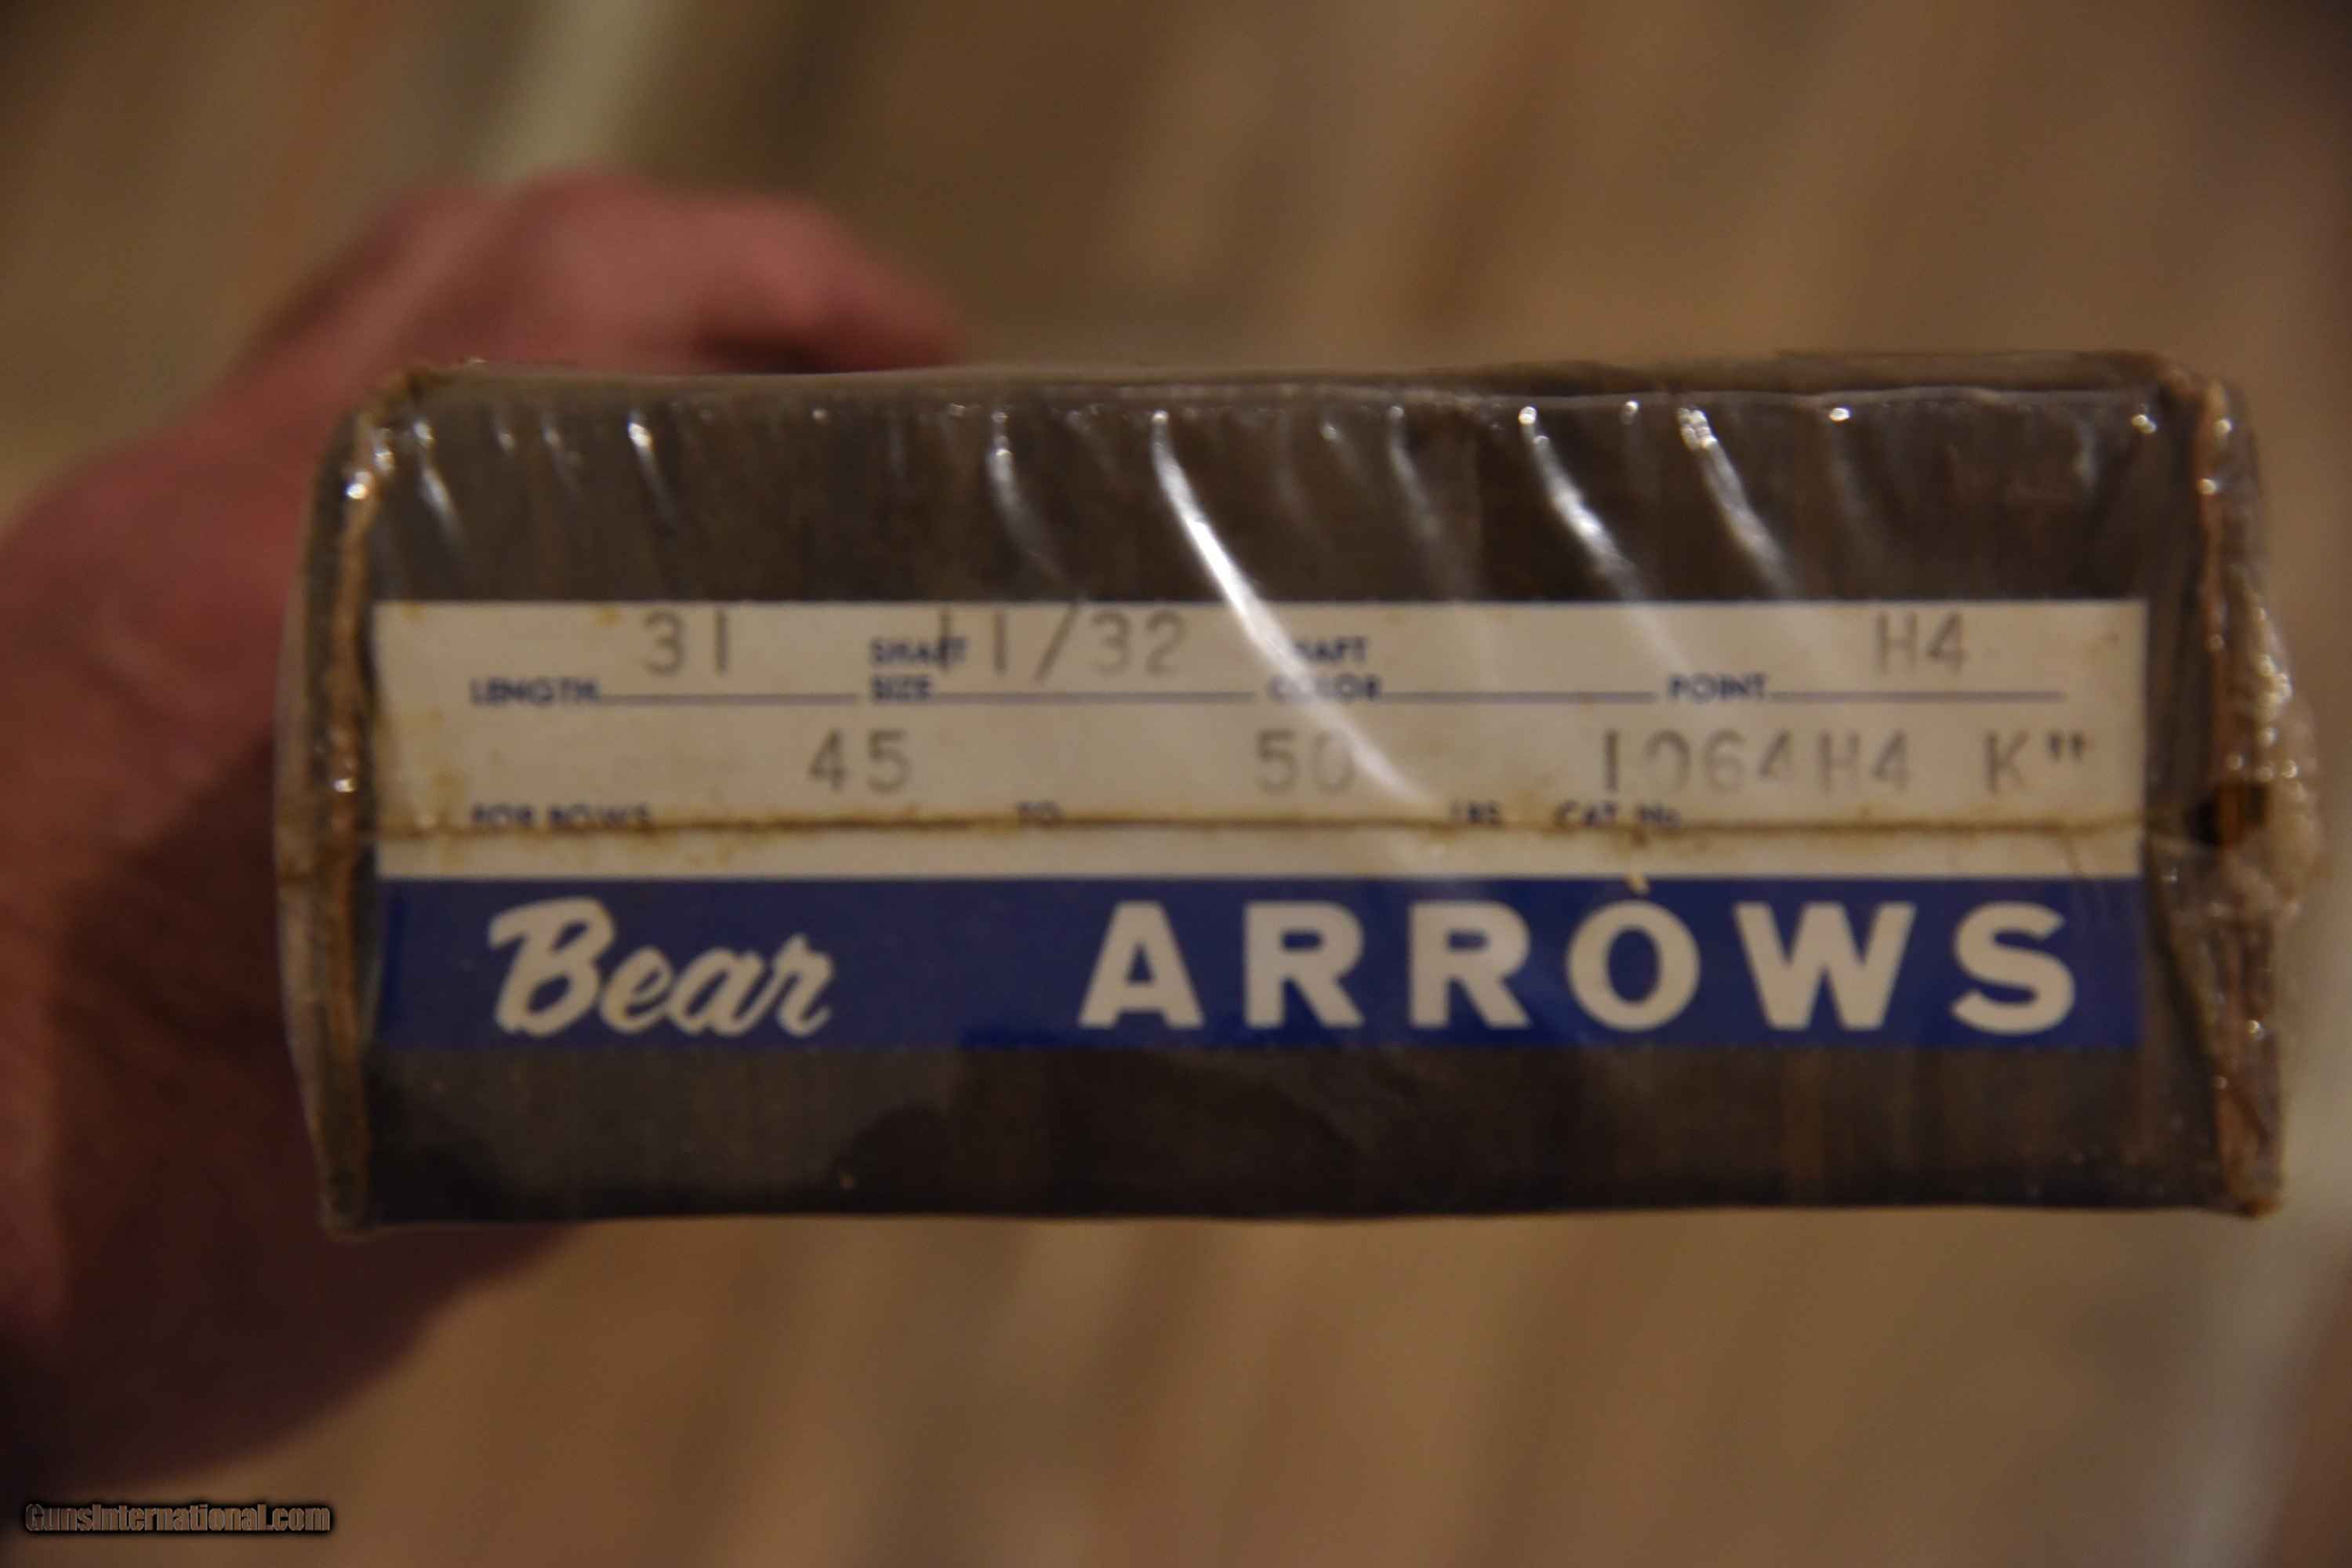 LENGTH 31 SHAFT SIZE 11/32 SHAFT COLOR POINT H4
FOR BOWS 45 TO 50 LBS CAT. No. 1064H4 K"
Bear ARROWS
GunsInternational.com